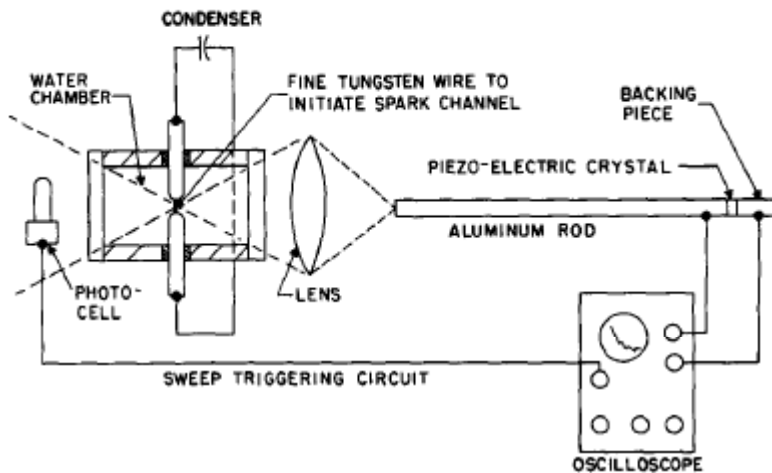 CONDENSER
WATER
CHAMBER
FINE TUNGSTEN WIRE TO
INITIATE SPARK CHANNEL
BACKING
PIECE
PIEZO-ELECTRIC CRYSTAL
ALUMINUM ROD
PHOTO-
CELL
LENS
SWEEP TRIGGERING CIRCUIT
OSCILLOSCOPE